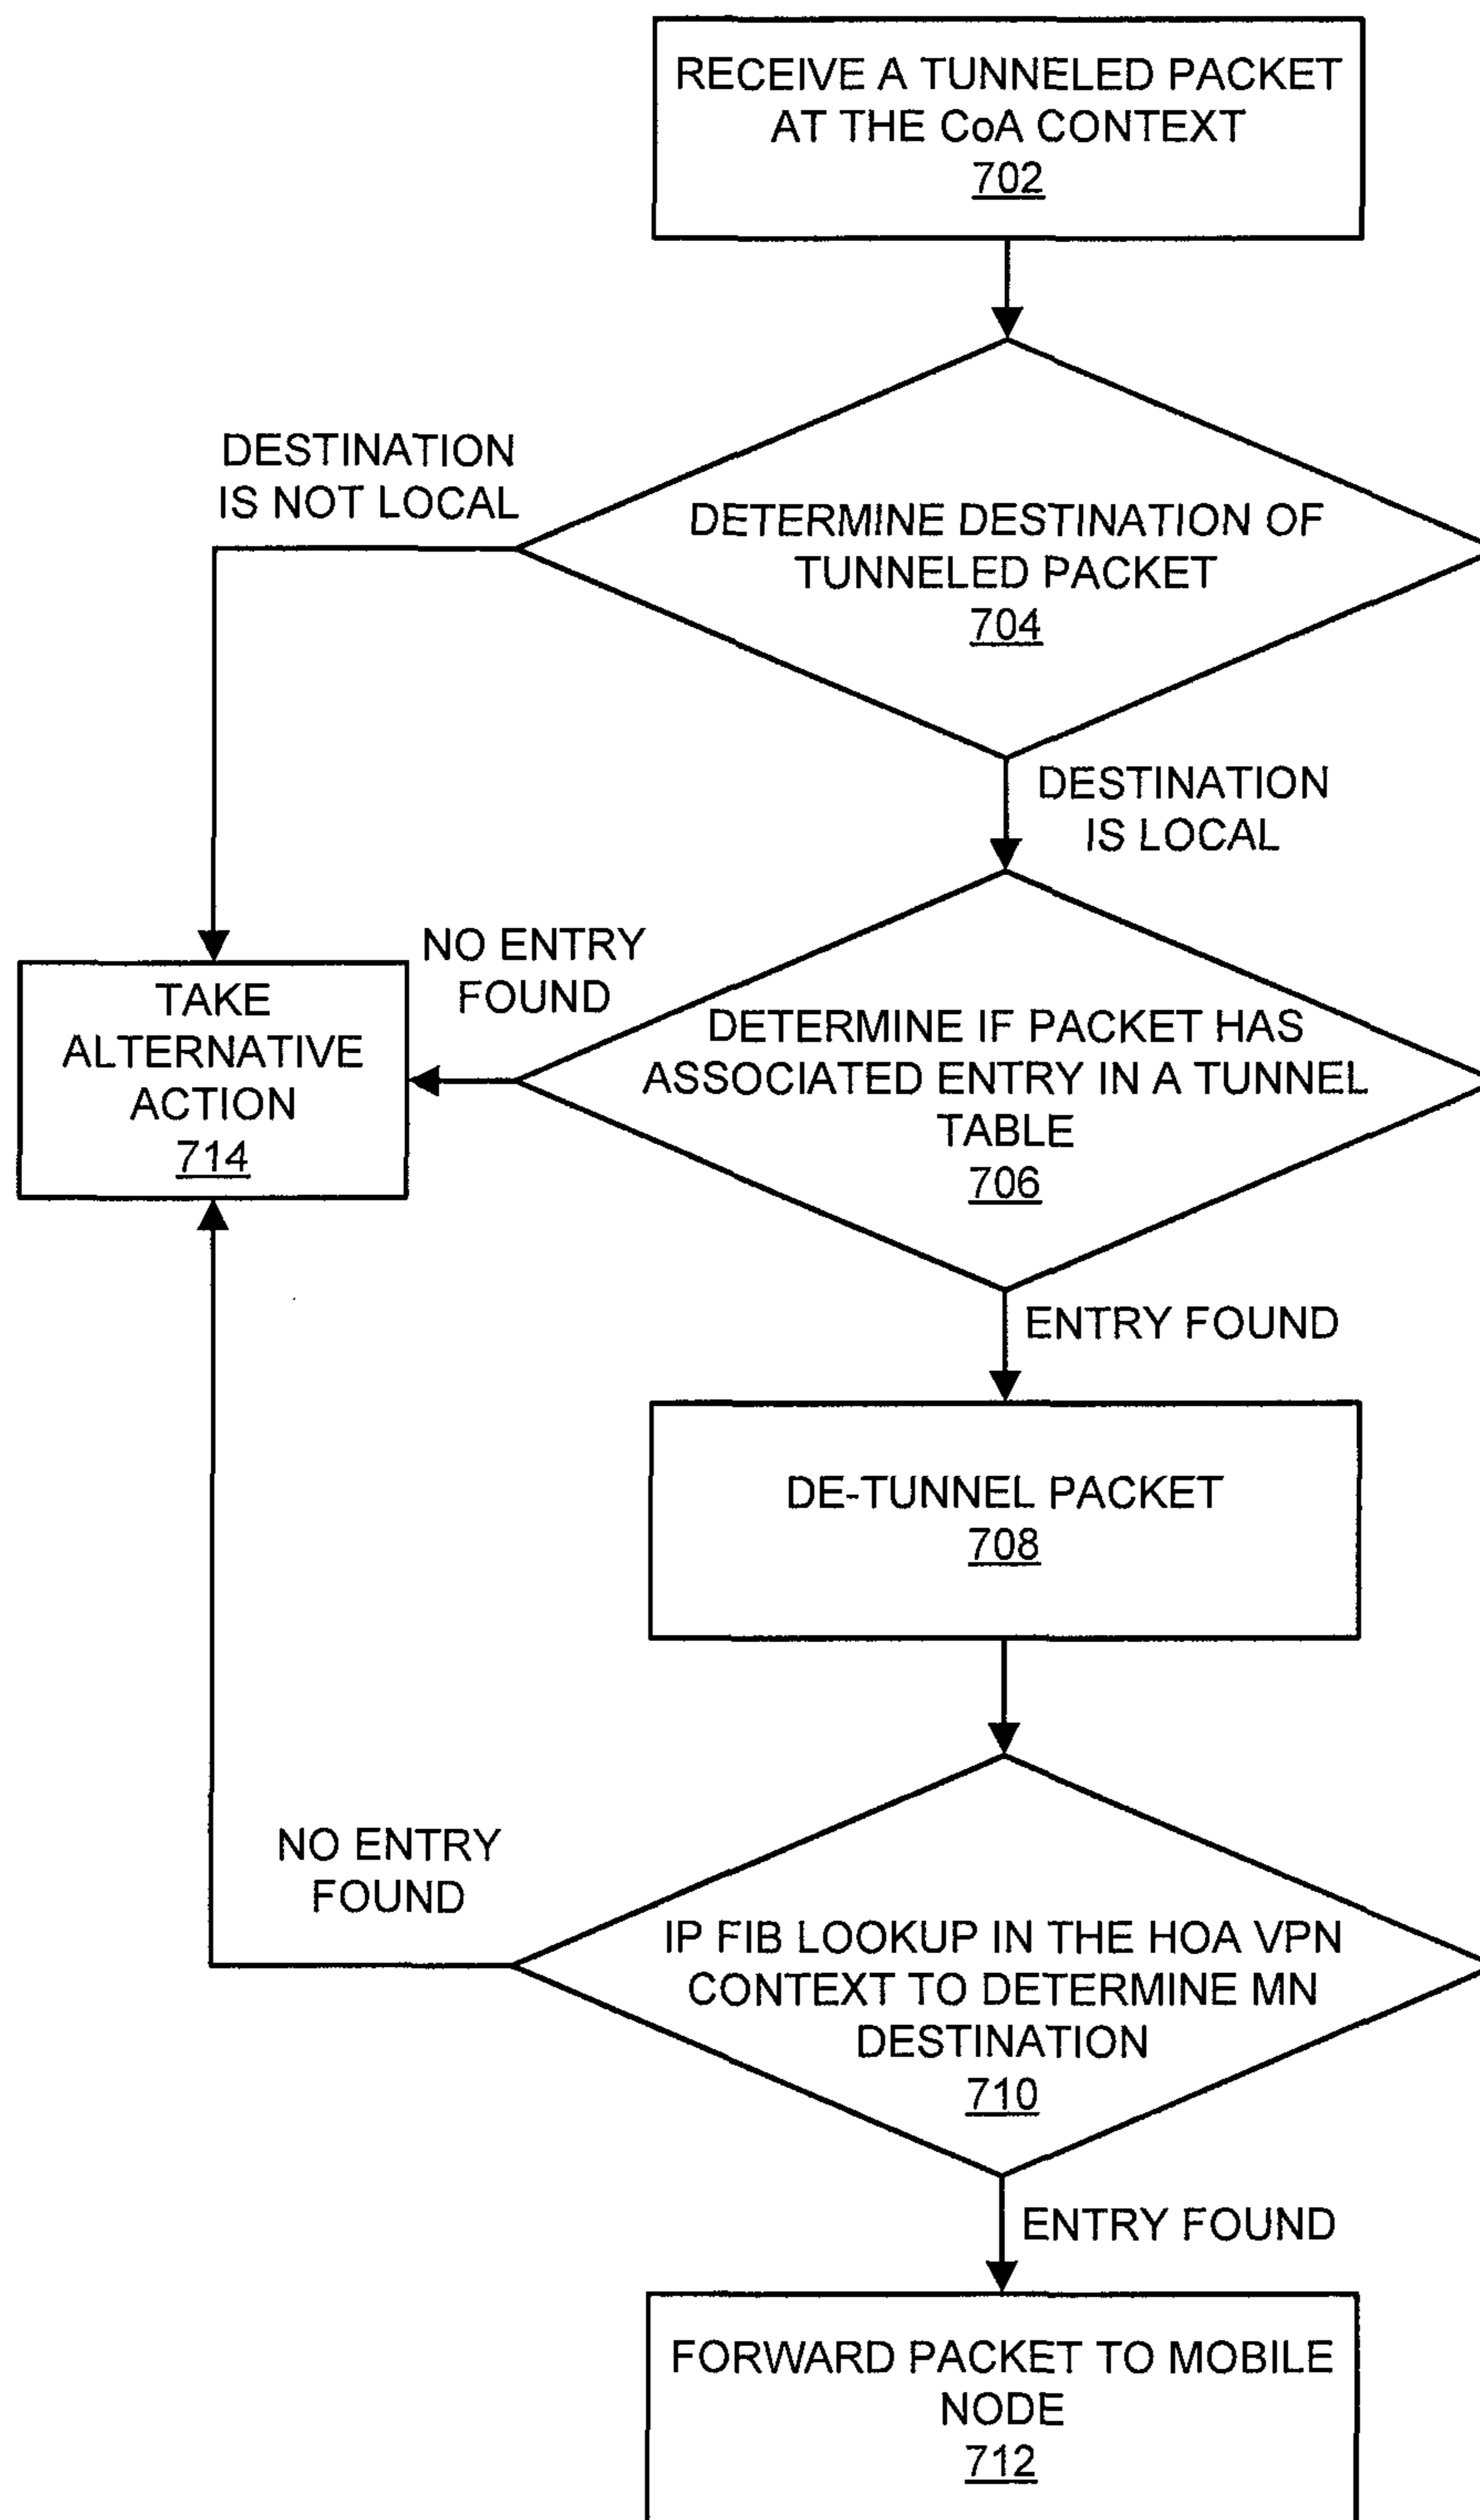 RECEIVE A TUNNELED PACKET
AT THE CoA CONTEXT
702
DESTINATION
IS NOT LOCAL
DETERMINE DESTINATION OF
TUNNELED PACKET
704
DESTINATION
IS LOCAL
NO ENTRY
FOUND
TAKE
ALTERNATIVE
ACTION
714
DETERMINE IF PACKET HAS
ASSOCIATED ENTRY IN A TUNNEL
TABLE
706
ENTRY FOUND
DE-TUNNEL PACKET
708
NO ENTRY
FOUND
IP FIB LOOKUP IN THE HOA VPN
CONTEXT TO DETERMINE MN
DESTINATION
710
ENTRY FOUND
FORWARD PACKET TO MOBILE
NODE
712